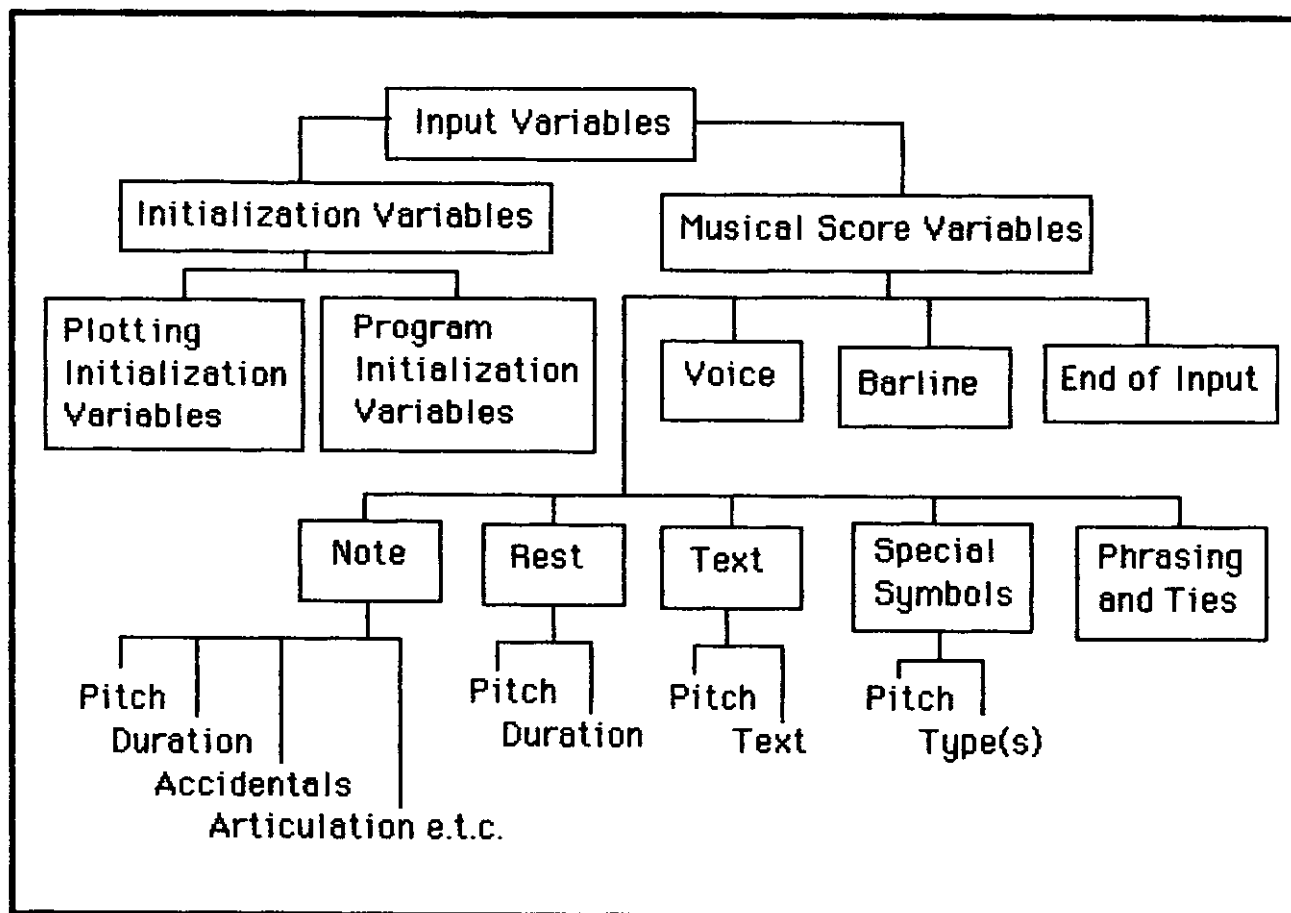 Input Variables
Initialization Variables
Musical Score Variables
Plotting
Initialization
Variables
Program
Initialization
Variables
Voice
Barline
End of Input
Note
Rest
Text
Special
Symbols
Phrasing
and Ties
Pitch
Duration
Accidentals
Articulation e.t.c.
Pitch
Duration
Pitch
Text
Pitch
Type(s)